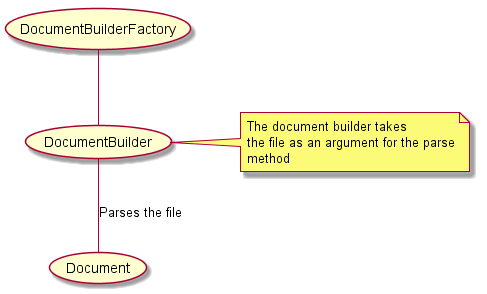 DocumentBuilderFactory
DocumentBuilder
The document builder takes
the file as an argument for the parse
method
Parses the file
Document